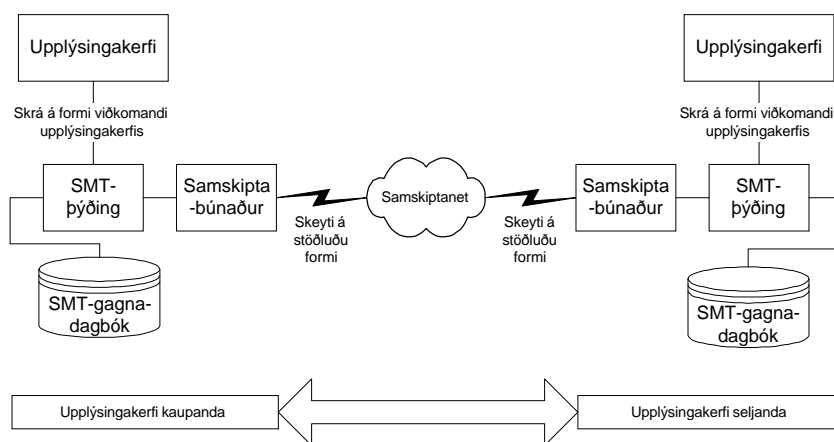 Upplýsingakerfi
Upplýsingakerfi
Skrá á formi viðkomandi
upplýsingakerfis
Skrá á formi viðkomandi
upplýsingakerfis
SMT-
þýðing
Samskipta
-búnaður
Samskiptanet
Samskipta
-búnaður
SMT-
þýðing
Skeyti á
stöðluðu
formi
Skeyti á
stöðluðu
formi
SMT-gagna-
dagbók
SMT-gagna-
dagbók
Upplýsingakerfi kaupanda
Upplýsingakerfi seljanda